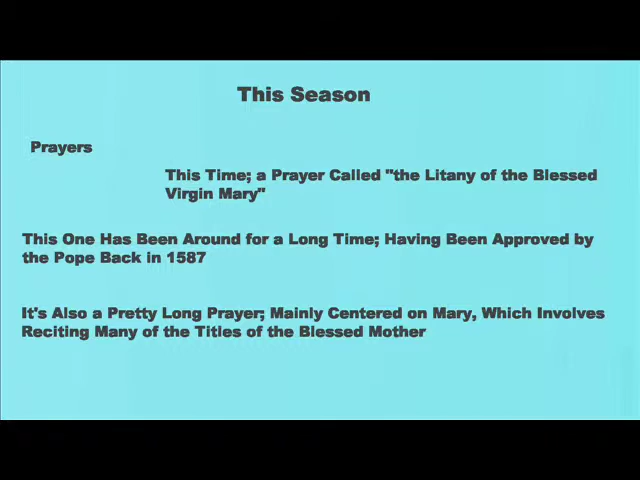 This Season
Prayers
This Time; a Prayer Called "the Litany of the Blessed
Virgin Mary"
This One Has Been Around for a Long Time; Having Been Approved by
the Pope Back in 1587
It's Also a Pretty Long Prayer; Mainly Centered on Mary, Which Involves
Reciting Many of the Titles of the Blessed Mother